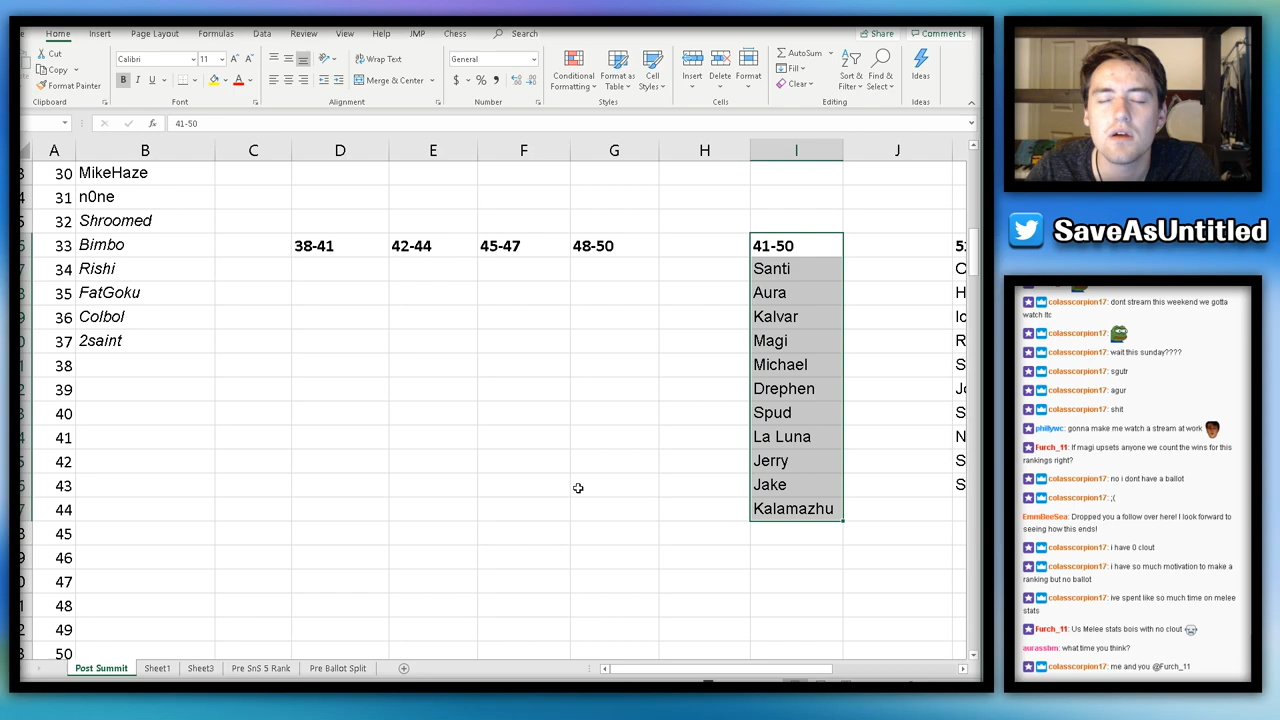 Home Insert Page Layout Formulas Data Review View Help JMP Chess Search Share Comments
Cut
Copy
Format Painter
Clipboard
Calibri 11
B I U
Font
Wrap Text
Merge & Center
Alignment
General
$ % ,
Number
Conditional Formatting
Format as Table
Cell Styles
Styles
Insert Delete Format
Cells
AutoSum
Fill
Clear
Sort & Filter
Find & Select
Editing
Ideas
Ideas
fx 41-50
A B C D E F G H I J
30 MikeHaze
31 n0ne
32 Shroomed
33 Bimbo 38-41 42-44 45-47 48-50 41-50
34 Rishi Santi
35 FatGoku Aura
36 Colbol Kalvar
37 2saint Magi
38 Michael
39 Drephen
40 Spud
41 La Luna
42 Jerry
43 Jake
44 Kalamazhu
45
46
47
48
49
50
Post Summit Sheet1 Sheet3 Pre SnS 5 Rank Pre Ballot Split
SaveAsUntitled
colasscorpion17: dont stream this weekend we gotta
watch ltc
colasscorpion17:
colasscorpion17: wait this sunday????
colasscorpion17: sgutr
colasscorpion17: agur
colasscorpion17: shit
phillywc: gonna make me watch a stream at work
Furch_11: If magi upsets anyone we count the wins for this
rankings right?
colasscorpion17: no i dont have a ballot
colasscorpion17: ;(
EmmBeeSea: Dropped you a follow over here! I look forward to
seeing how this ends!
colasscorpion17: i have 0 clout
colasscorpion17: i have so much motivation to make a
ranking but no ballot
colasscorpion17: ive spent like so much time on melee
stats
Furch_11: Us Melee stats bois with no clout
aurassbm: what time you think?
colasscorpion17: me and you @Furch_11